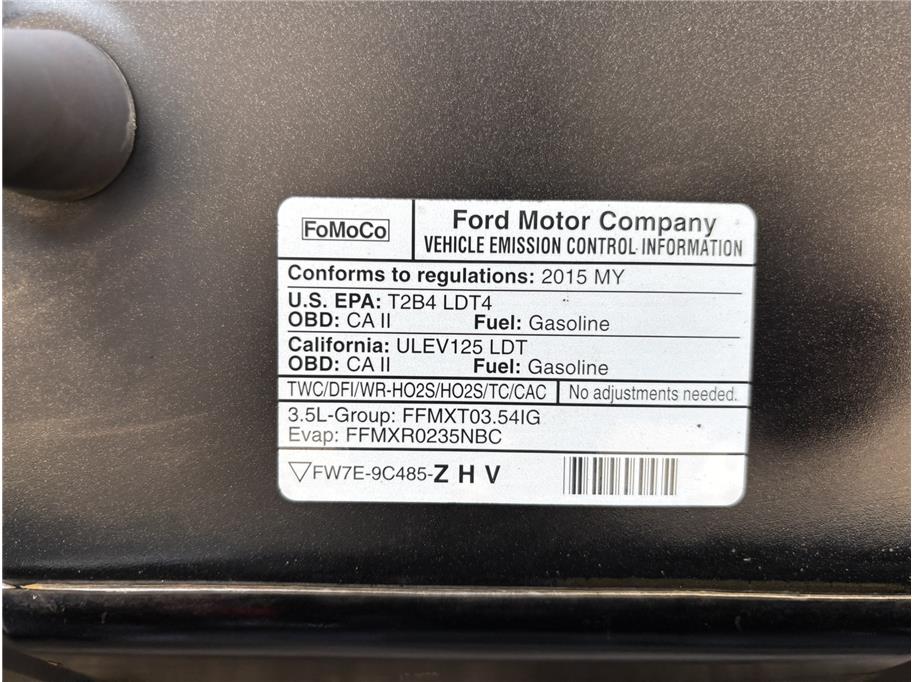 FoMoCo
Ford Motor Company
VEHICLE EMISSION CONTROL INFORMATION
Conforms to regulations: 2015 MY
U.S. EPA: T2B4 LDT4
OBD: CA II Fuel: Gasoline
California: ULEV125 LDT
OBD: CA II Fuel: Gasoline
TWC/DFI/WR-HO2S/HO2S/TC/CAC No adjustments needed.
3.5L-Group: FFMXT03.54IG
Evap: FFMXR0235NBC
FW7E-9C485-Z H V